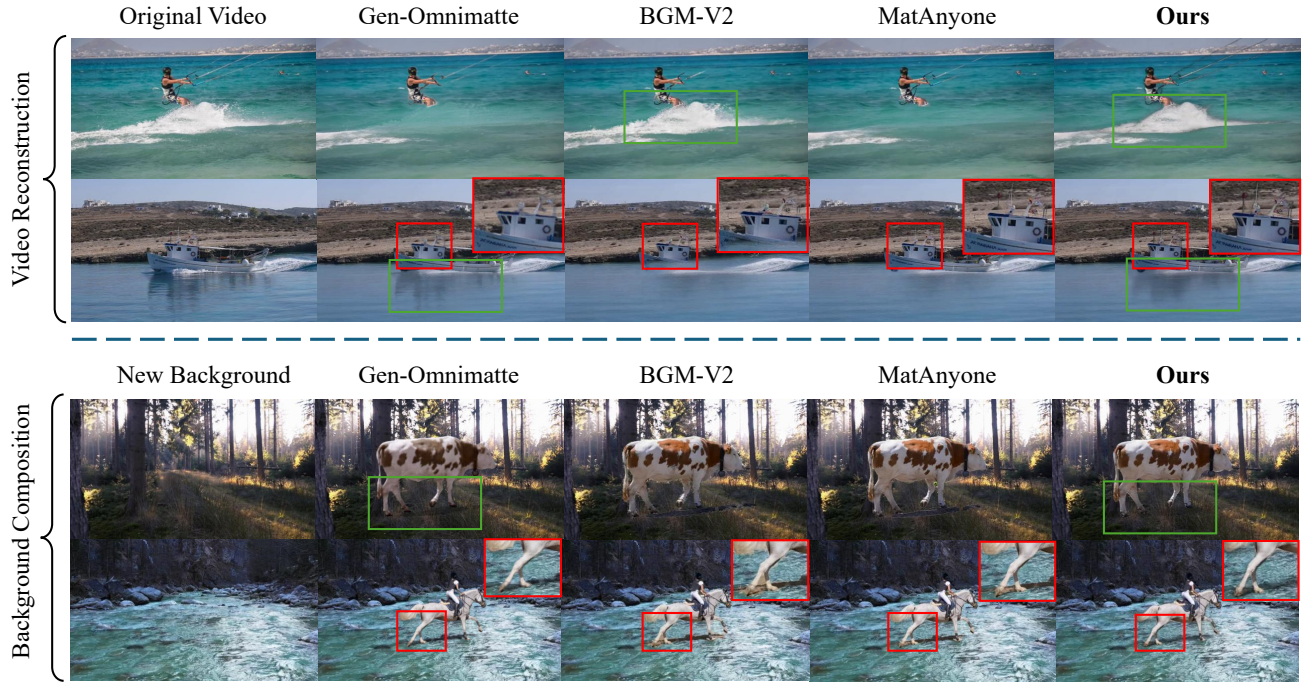 Original Video
Gen-Omnimatte
BGM-V2
MatAnyone
Ours
Video Reconstruction
New Background
Gen-Omnimatte
BGM-V2
MatAnyone
Ours
Background Composition